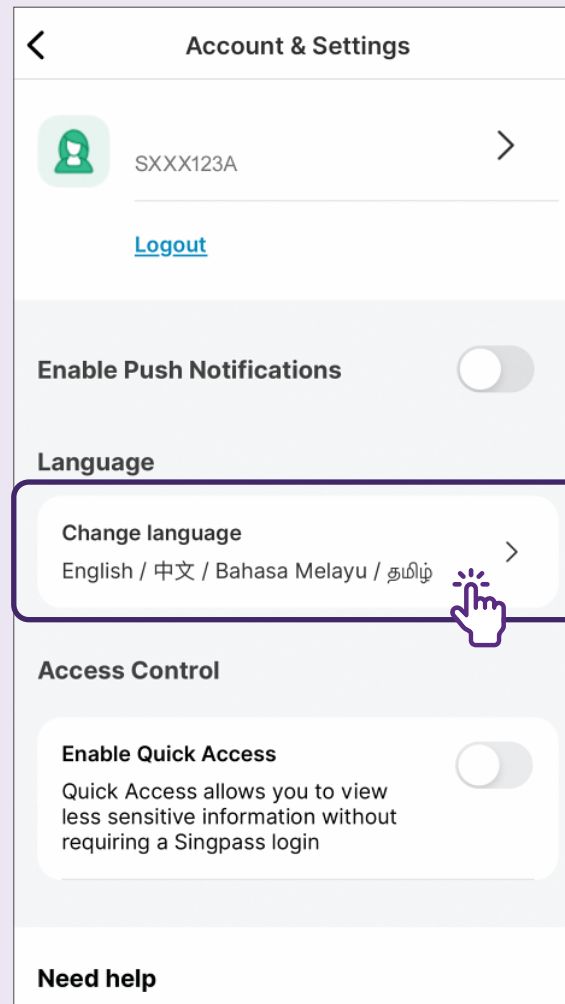 Account & Settings
SXXX123A
Logout
Enable Push Notifications
Language
Change language
English / 中文 / Bahasa Melayu / தமிழ்
Access Control
Enable Quick Access
Quick Access allows you to view
less sensitive information without
requiring a Singpass login
Need help